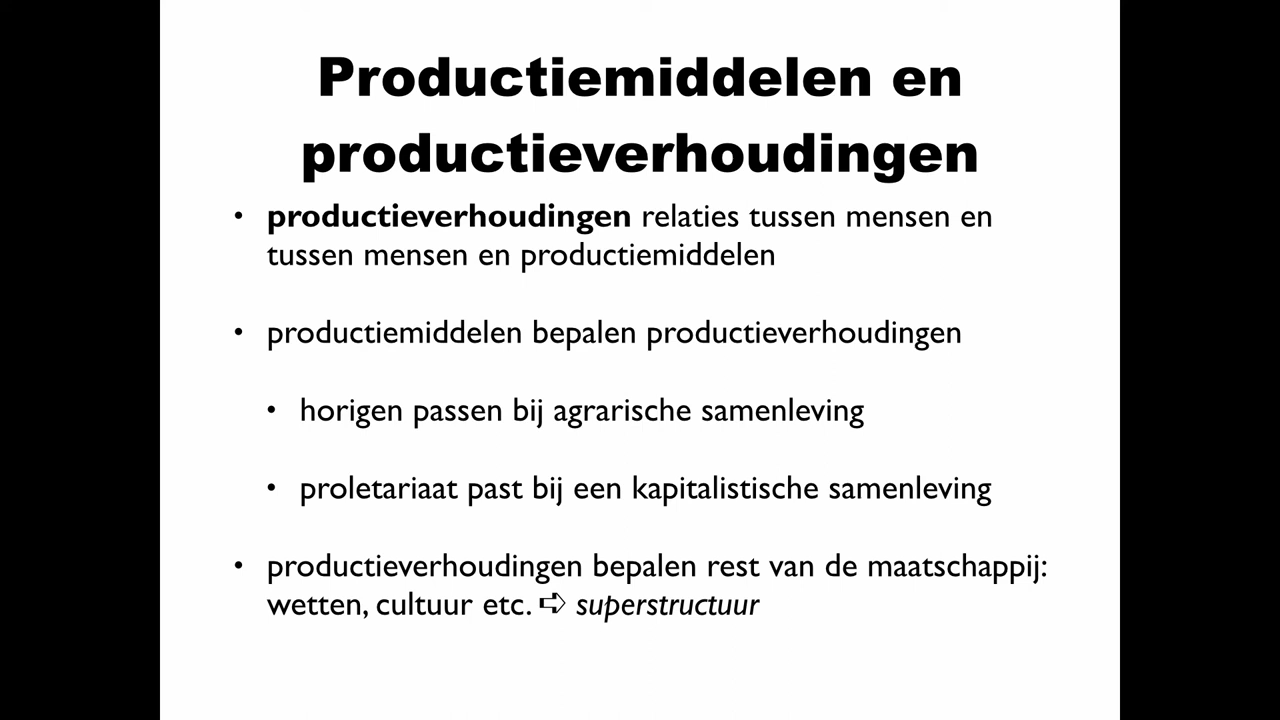 Productiemiddelen en
productieverhoudingen
• productieverhoudingen relaties tussen mensen en
tussen mensen en productiemiddelen
• productiemiddelen bepalen productieverhoudingen
• horigen passen bij agrarische samenleving
• proletariaat past bij een kapitalistische samenleving
• productieverhoudingen bepalen rest van de maatschappij:
wetten, cultuur etc. ➪ superstructuur